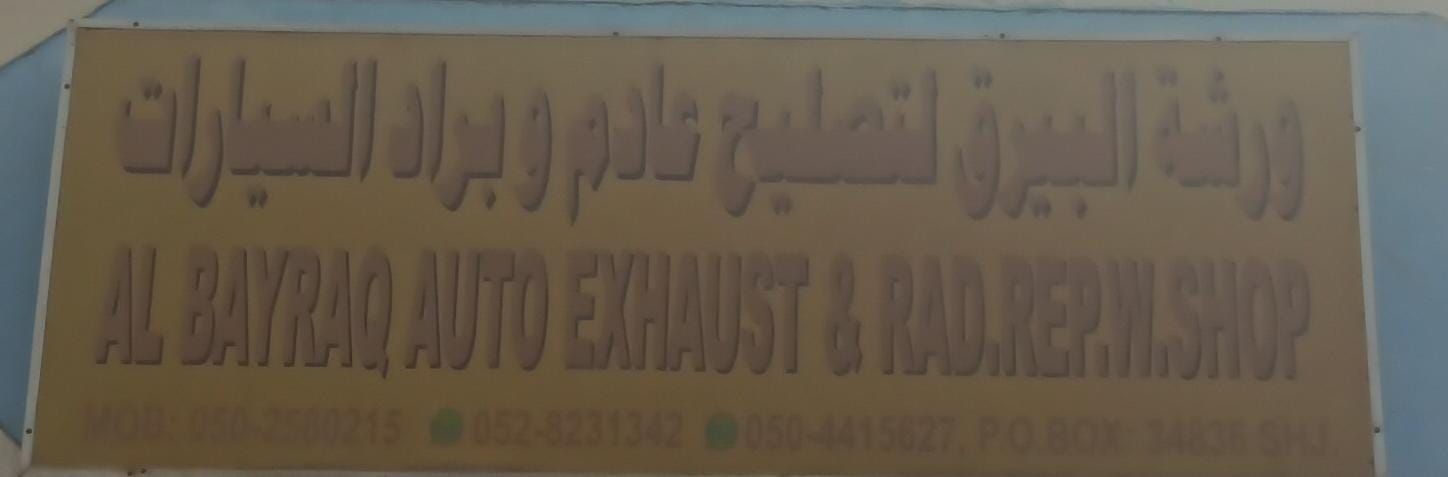 ورشة البيرق لتصليح عادم و براد السيارات
AL BAYRAQ AUTO EXHAUST & RAD.REP.W.SHOP
MOB: 050-2580215 052-8231342 050-4415627, P.O.BOX: 34836 SHJ.